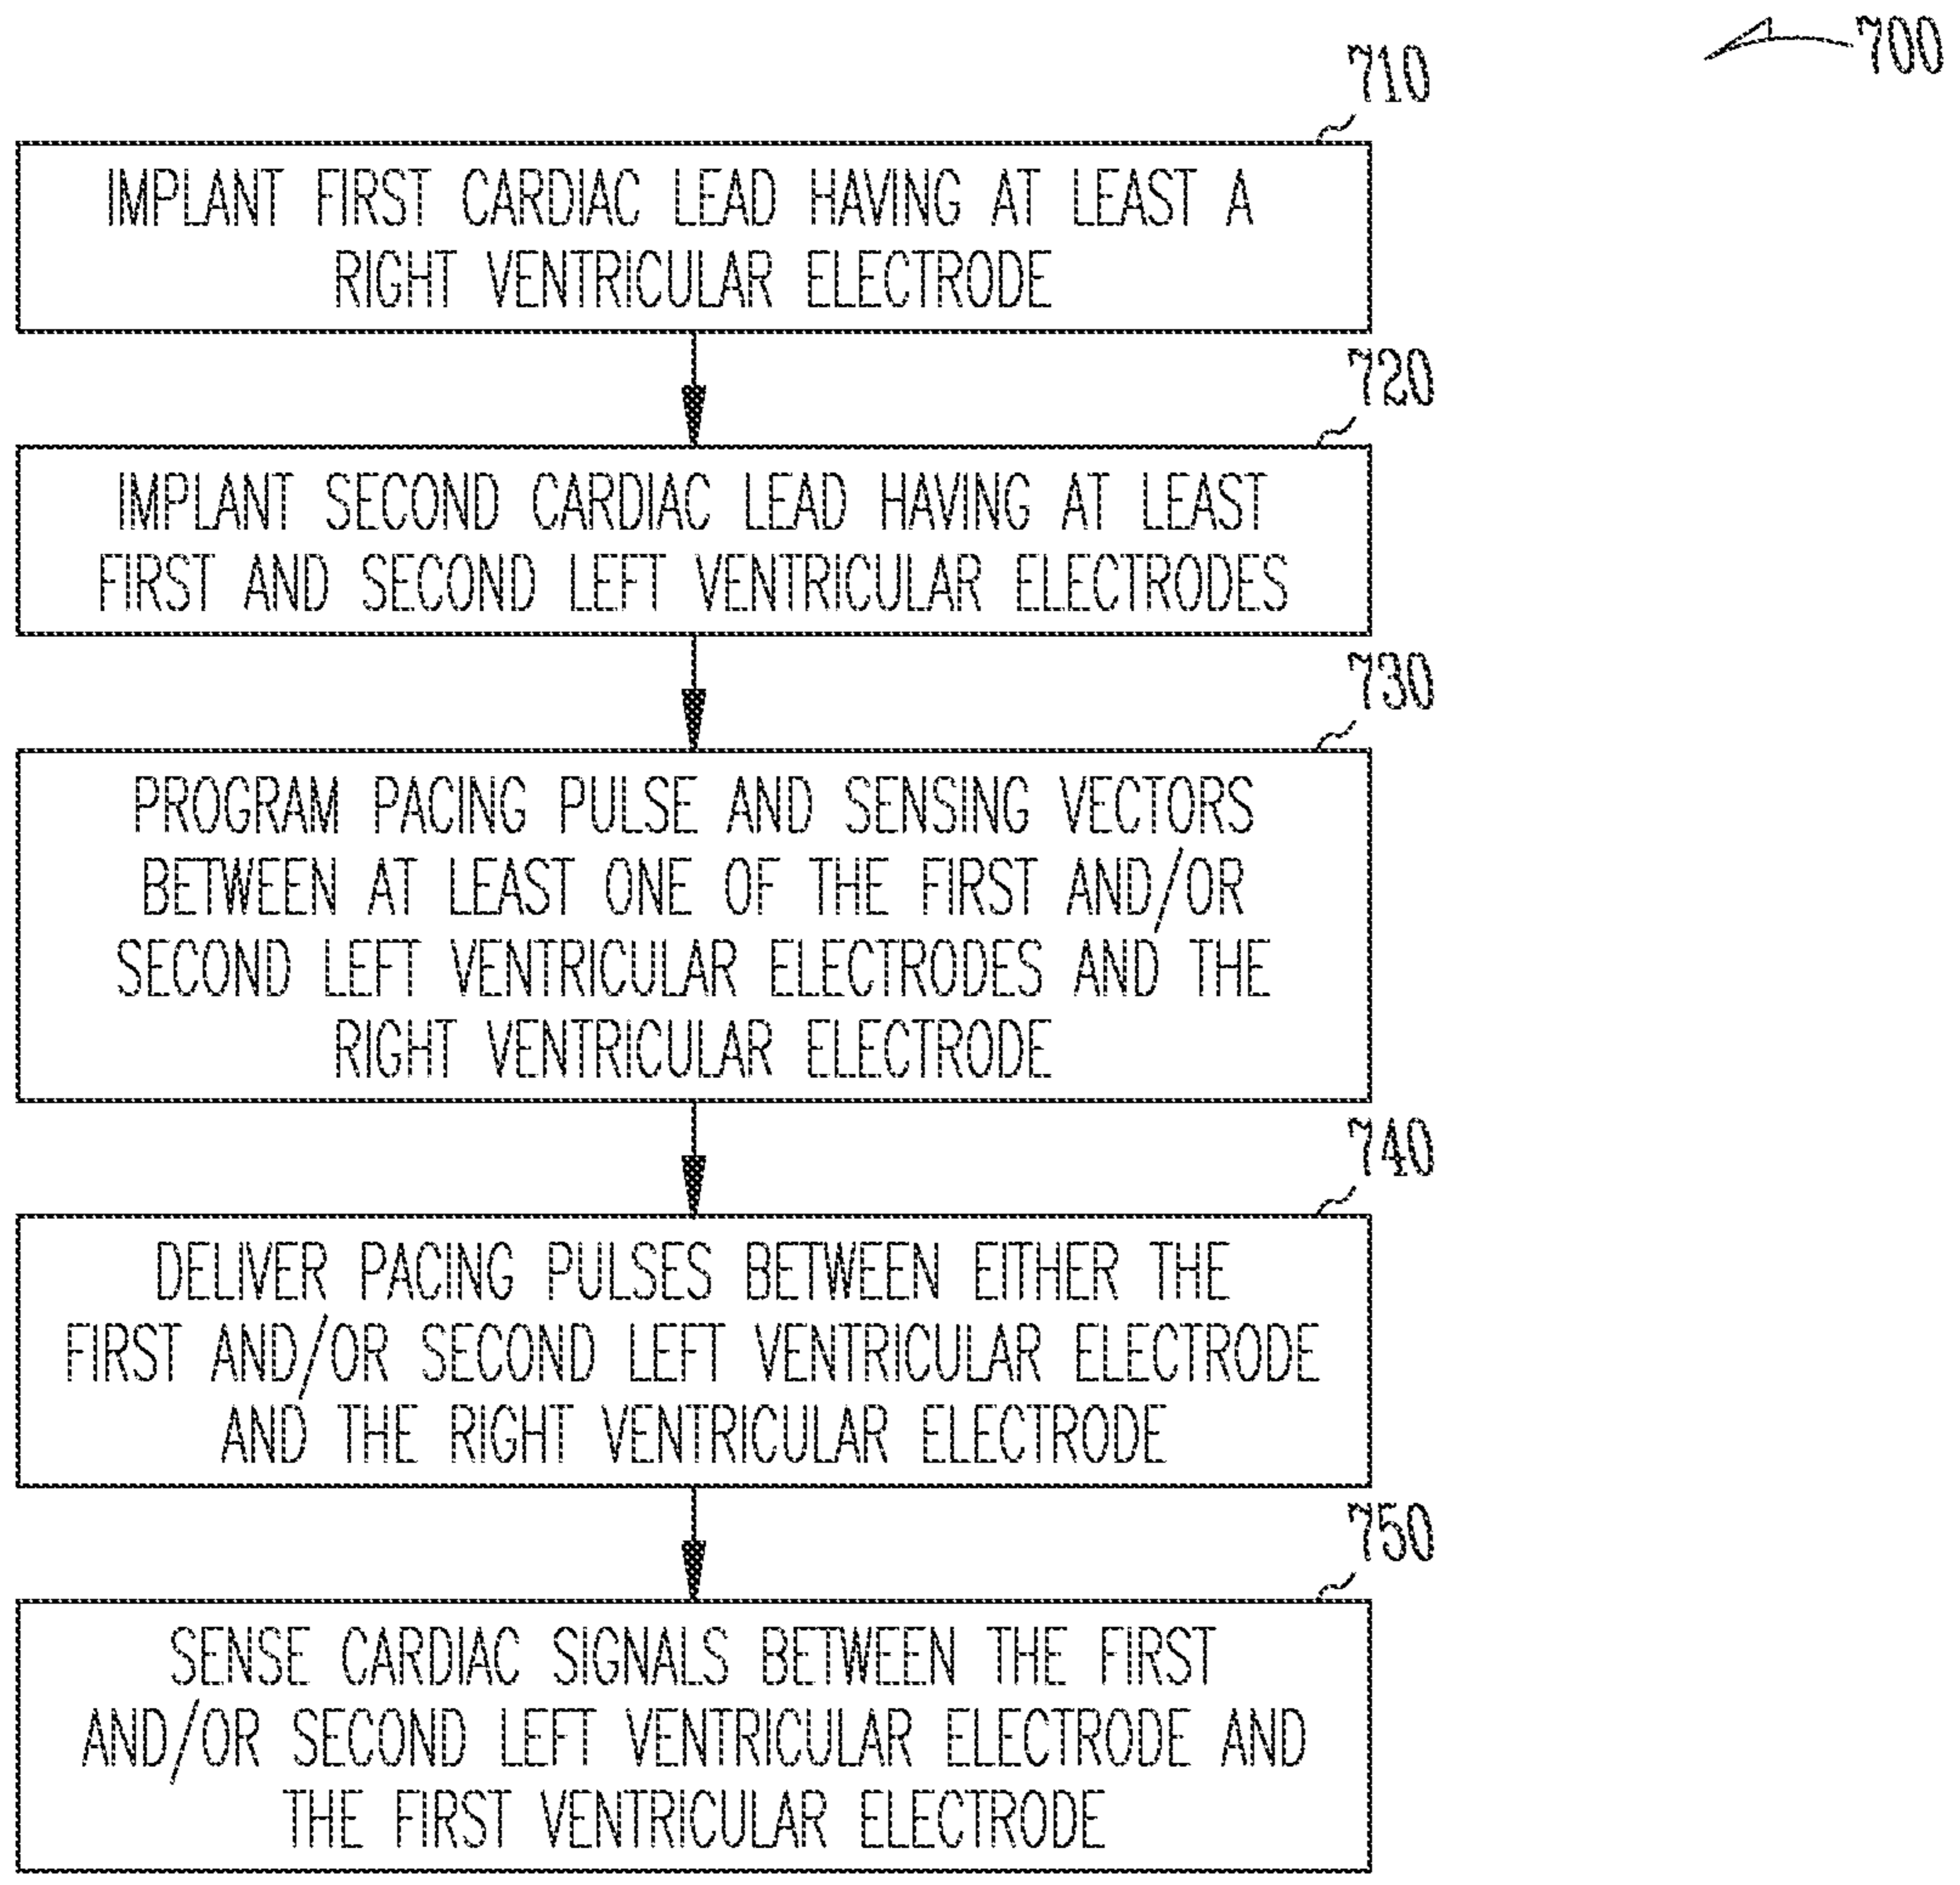 700
710
IMPLANT FIRST CARDIAC LEAD HAVING AT LEAST A
RIGHT VENTRICULAR ELECTRODE
720
IMPLANT SECOND CARDIAC LEAD HAVING AT LEAST
FIRST AND SECOND LEFT VENTRICULAR ELECTRODES
730
PROGRAM PACING PULSE AND SENSING VECTORS
BETWEEN AT LEAST ONE OF THE FIRST AND/OR
SECOND LEFT VENTRICULAR ELECTRODES AND THE
RIGHT VENTRICULAR ELECTRODE
740
DELIVER PACING PULSES BETWEEN EITHER THE
FIRST AND/OR SECOND LEFT VENTRICULAR ELECTRODE
AND THE RIGHT VENTRICULAR ELECTRODE
750
SENSE CARDIAC SIGNALS BETWEEN THE FIRST
AND/OR SECOND LEFT VENTRICULAR ELECTRODE AND
THE FIRST VENTRICULAR ELECTRODE